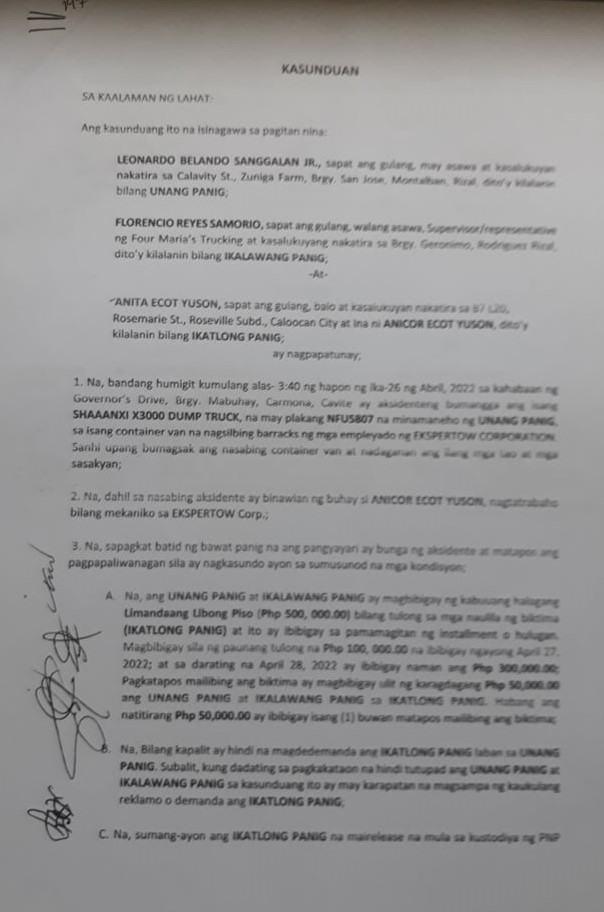 KASUNDUAN
SA KAALAMAN NG LAHAT:
Ang kasunduang ito na isinagawa sa pagitan nina:
LEONARDO BELANDO SANGGALAN JR., sapat ang gulang, may asawa at kasalukuyan
nakatira sa Calavity St., Zuniga Farm, Brgy. San Jose, Montalban, Rizal, dito'y kilalanin
bilang UNANG PANIG;
FLORENCIO REYES SAMORIO, sapat ang gulang, walang asawa, Supervisor/representative
ng Four Maria's Trucking at kasalukuyang nakatira sa Brgy. Geronimo, Rodrigues Rizal,
dito'y kilalanin bilang IKALAWANG PANIG;
-At-
ANITA ECOT YUSON, sapat ang gulang, balo at kasalukuyan nakatira sa B7 L20,
Rosemarie St., Roseville Subd., Caloocan City at Ina ni ANICOR ECOT YUSON, dito'y
kilalanin bilang IKATLONG PANIG;
ay nagpapatunay;
1. Na, bandang humigit kumulang alas- 3:40 ng hapon ng ika-26 ng Abril, 2022 sa kahabaan ng
Governor's Drive, Brgy. Mabuhay, Carmona, Cavite ay aksidenteng bumangga ang isang
SHAAANXI X3000 DUMP TRUCK, na may plakang NFU5807 na minamaneho ng UNANG PANIG,
sa isang container van na nagsilbing barracks ng mga empleyado ng EKSPERTOW CORPORATION.
Sanhi upang bumagsak ang nasabing container van at nadaganan ang ilang mga tao at mga
sasakyan;
2. Na, dahil sa nasabing aksidente ay binawian ng buhay si ANICOR ECOT YUSON, nagtatrabaho
bilang mekaniko sa EKSPERTOW Corp.;
3. Na, sapagkat batid ng bawat panig na ang pangyayari ay bunga ng aksidente at matapos ang
pagpapaliwanagan sila ay nagkasundo ayon sa sumusunod na mga kondisyon;
A. Na, ang UNANG PANIG at IKALAWANG PANIG ay magbibigay ng kabuuang halagang
Limandaang Libong Piso (Php 500, 000.00) bilang tulong sa mga naulila ng biktima
(IKATLONG PANIG) at ito ay ibibigay sa pamamagitan ng installment o hulugan.
Magbibigay sila ng paunang tulong na Php 100, 000.00 na ibibigay ngayong April 27,
2022; at sa darating na April 28, 2022 ay ibibigay naman ang Php 300,000.00;
Pagkatapos mailibing ang biktima ay magbibigay ulit ng karagdagang Php 50,000.00
ang UNANG PANIG at IKALAWANG PANIG sa IKATLONG PANIG. Habang ang
natitirang Php 50,000.00 ay ibibigay isang (1) buwan matapos mailibing ang biktima;
B. Na, Bilang kapalit ay hindi na magdedemanda ang IKATLONG PANIG laban sa UNANG
PANIG. Subalit, kung dadating sa pagkakataon na hindi tutupad ang UNANG PANIG at
IKALAWANG PANIG sa kasunduang ito ay may karapatan na magsampa ng kaukulang
reklamo o demanda ang IKATLONG PANIG;
C. Na, sumang-ayon ang IKATLONG PANIG na mairelease na mula sa kustodiya ng PNP